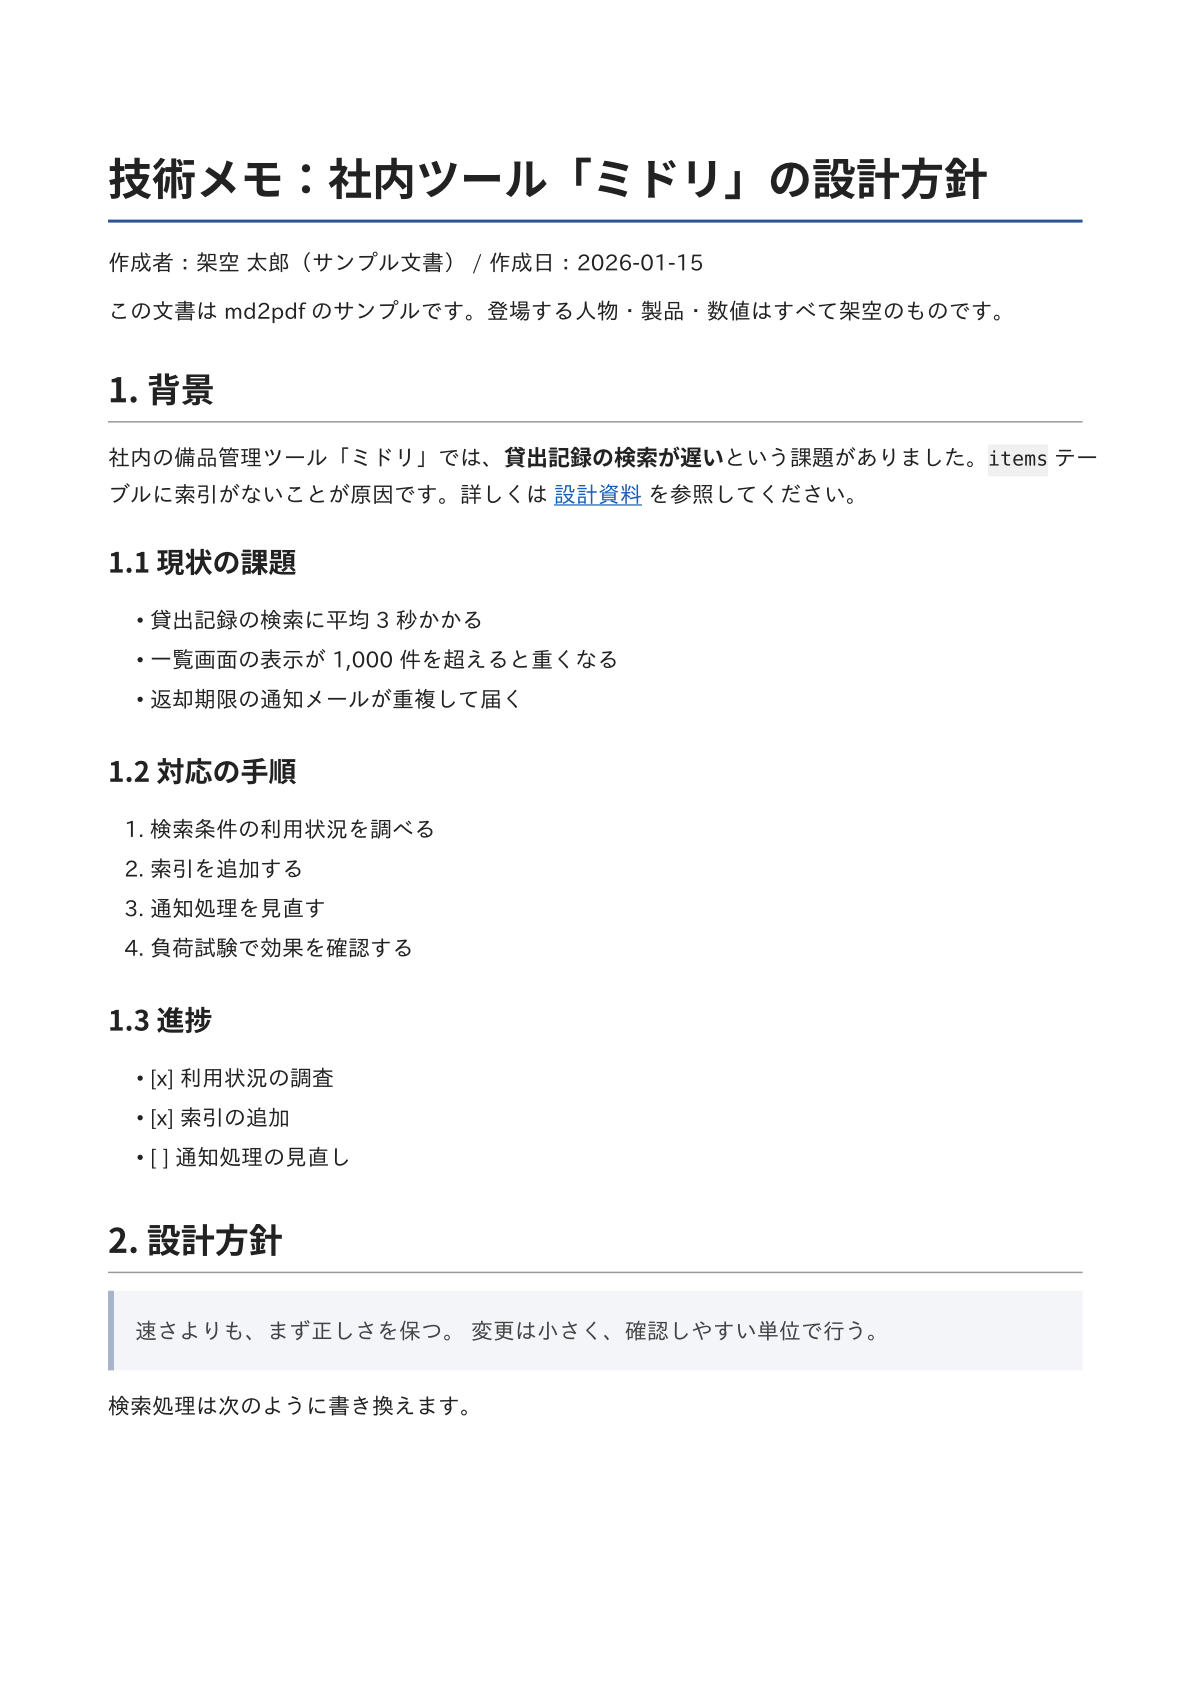 技術メモ：社内ツール「ミドリ」の設計方針
作成者：架空 太郎（サンプル文書） / 作成日：2026-01-15
この文書は md2pdf のサンプルです。登場する人物・製品・数値はすべて架空のものです。
1. 背景
社内の備品管理ツール「ミドリ」では、貸出記録の検索が遅いという課題がありました。items テー
ブルに索引がないことが原因です。詳しくは 設計資料 を参照してください。
1.1 現状の課題
• 貸出記録の検索に平均 3 秒かかる
• 一覧画面の表示が 1,000 件を超えると重くなる
• 返却期限の通知メールが重複して届く
1.2 対応の手順
1. 検索条件の利用状況を調べる
2. 索引を追加する
3. 通知処理を見直す
4. 負荷試験で効果を確認する
1.3 進捗
• [x] 利用状況の調査
• [x] 索引の追加
• [ ] 通知処理の見直し
2. 設計方針
速さよりも、まず正しさを保つ。 変更は小さく、確認しやすい単位で行う。
検索処理は次のように書き換えます。